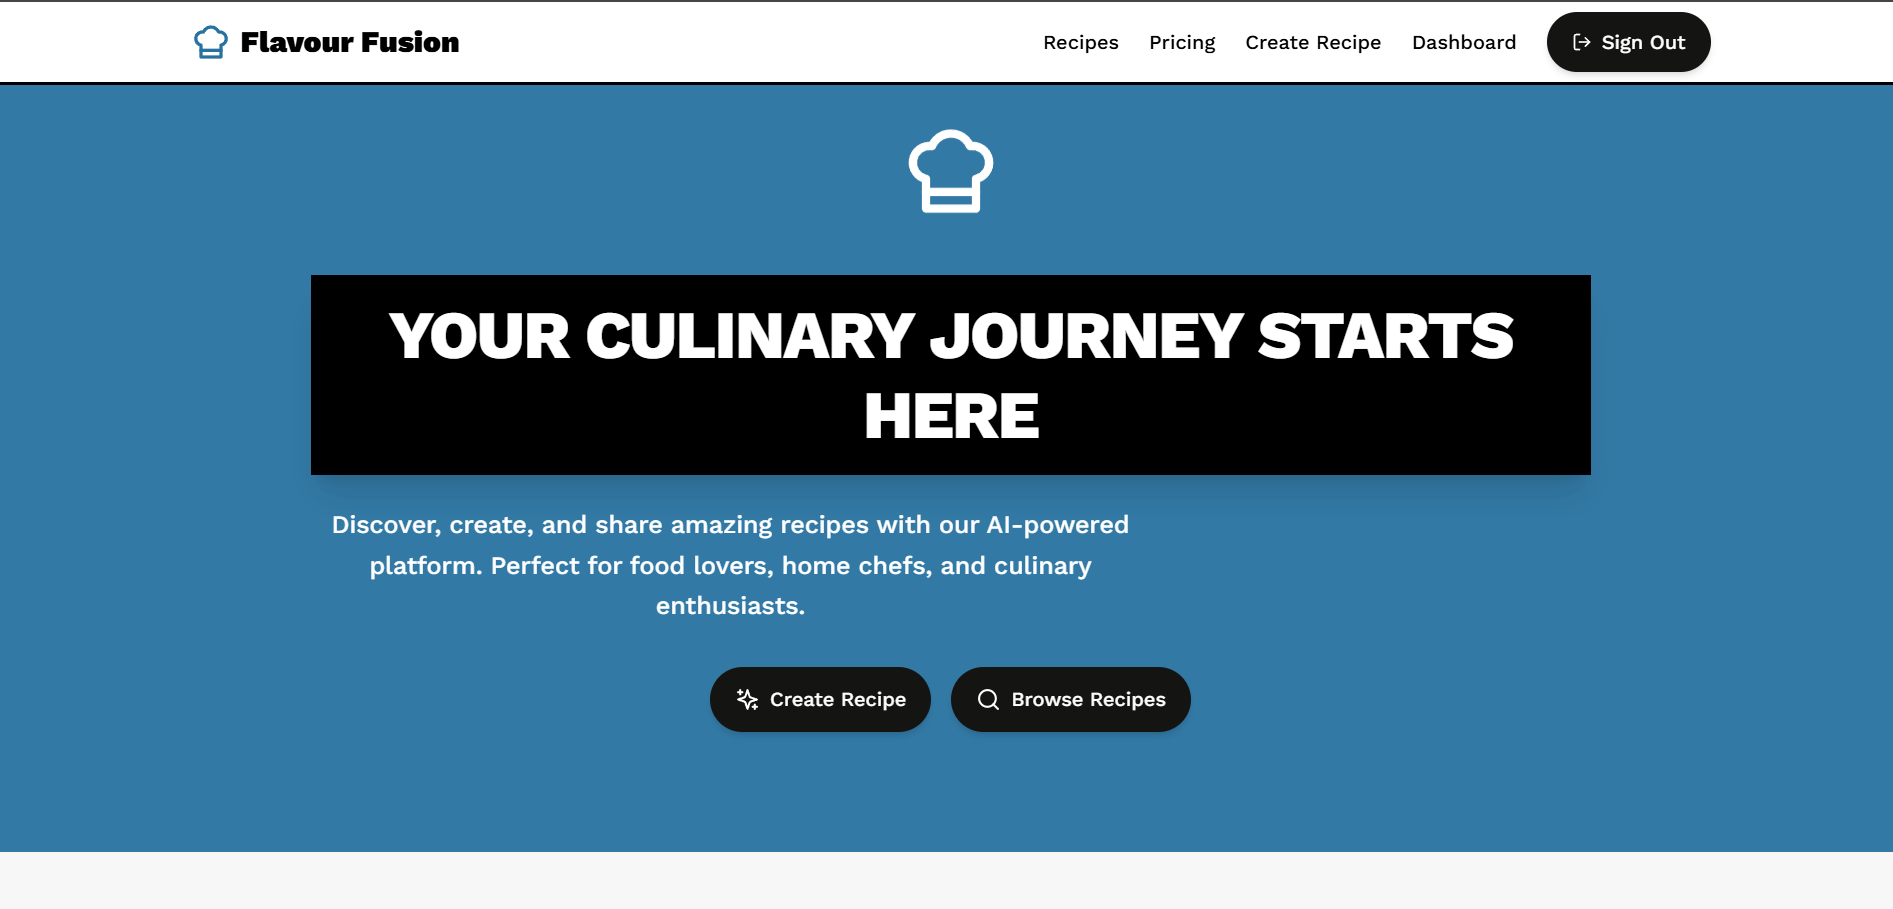 Flavour Fusion
Recipes Pricing Create Recipe Dashboard Sign Out
YOUR CULINARY JOURNEY STARTS
HERE
Discover, create, and share amazing recipes with our AI-powered
platform. Perfect for food lovers, home chefs, and culinary
enthusiasts.
Create Recipe Browse Recipes